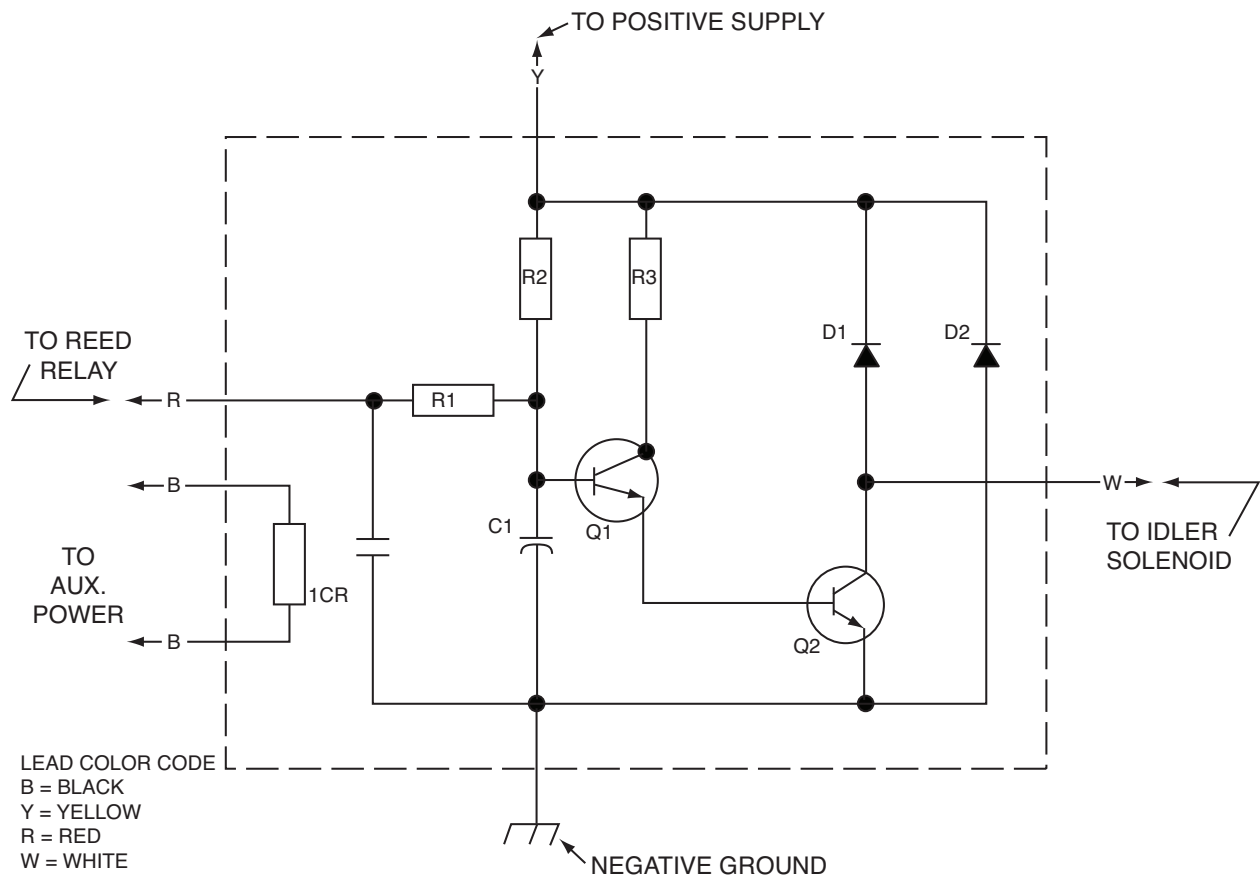 TO POSITIVE SUPPLY
Y
R2
R3
D1
D2
TO REED
RELAY
R
R1
B
C1
Q1
W
TO IDLER
SOLENOID
TO
AUX.
POWER
1CR
B
Q2
LEAD COLOR CODE
B = BLACK
Y = YELLOW
R = RED
W = WHITE
NEGATIVE GROUND